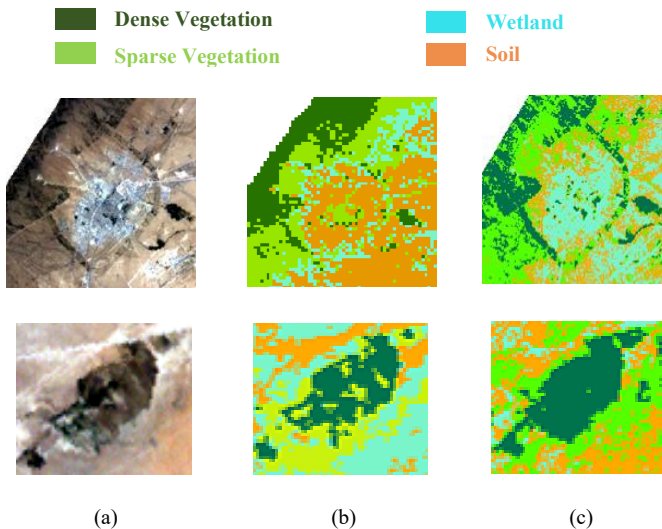 Dense Vegetation
Wetland
Sparse Vegetation
Soil
(a)
(b)
(c)